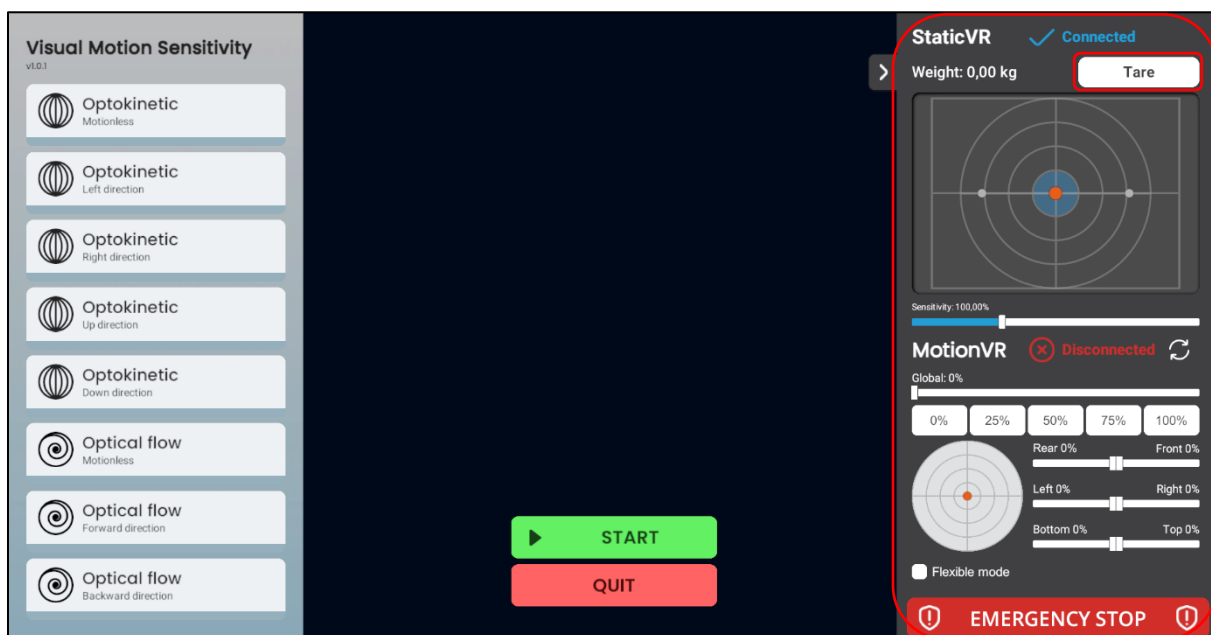 Visual Motion Sensitivity
v1.0.1
Optokinetic
Motionless
Optokinetic
Left direction
Optokinetic
Right direction
Optokinetic
Up direction
Optokinetic
Down direction
Optical flow
Motionless
Optical flow
Forward direction
Optical flow
Backward direction
START
QUIT
StaticVR Connected
Weight: 0,00 kg Tare
Sensitivity: 100,00%
MotionVR Disconnected
Global: 0%
0% 25% 50% 75% 100%
Rear 0% Front 0%
Left 0% Right 0%
Bottom 0% Top 0%
Flexible mode
EMERGENCY STOP